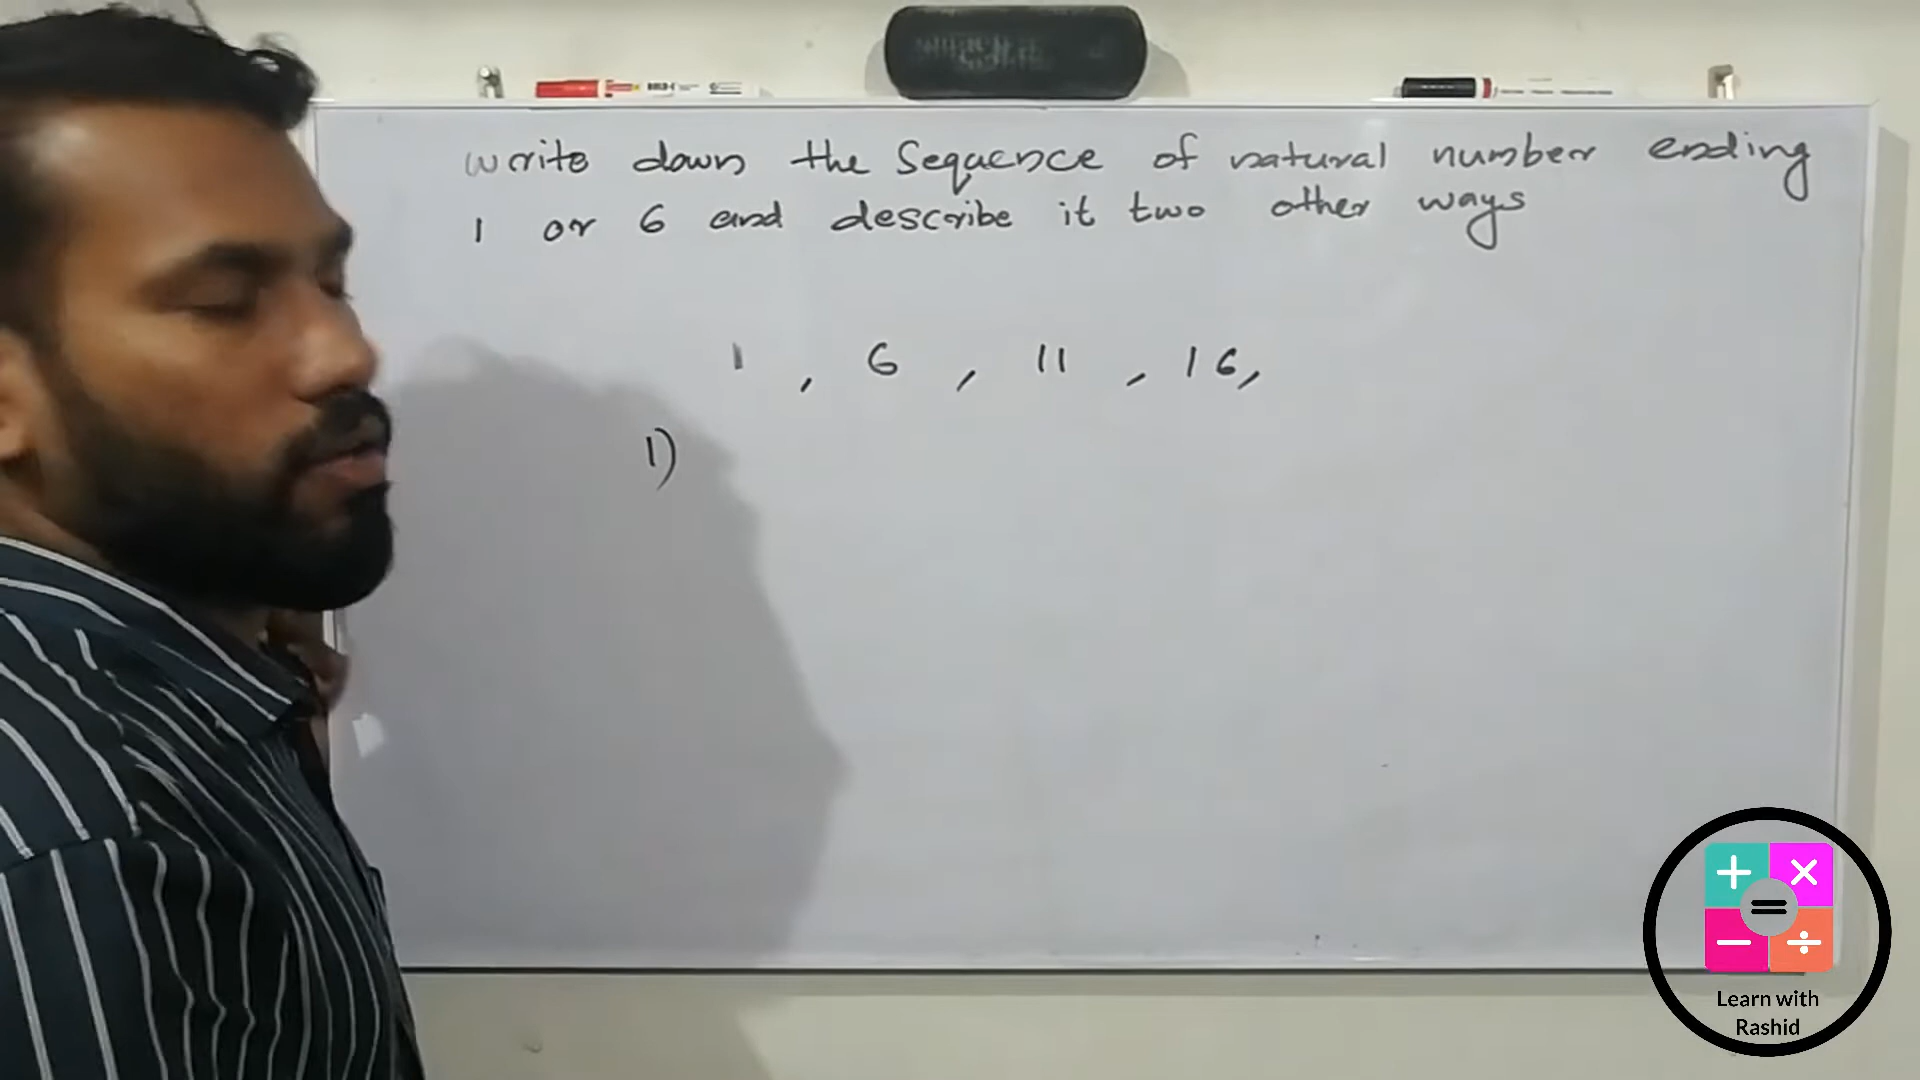 write down the sequence of natural number ending
1 or 6 and describe it two other ways
1 , 6 , 11 , 16,
1)
+ ×
=
− ÷
Learn with
Rashid